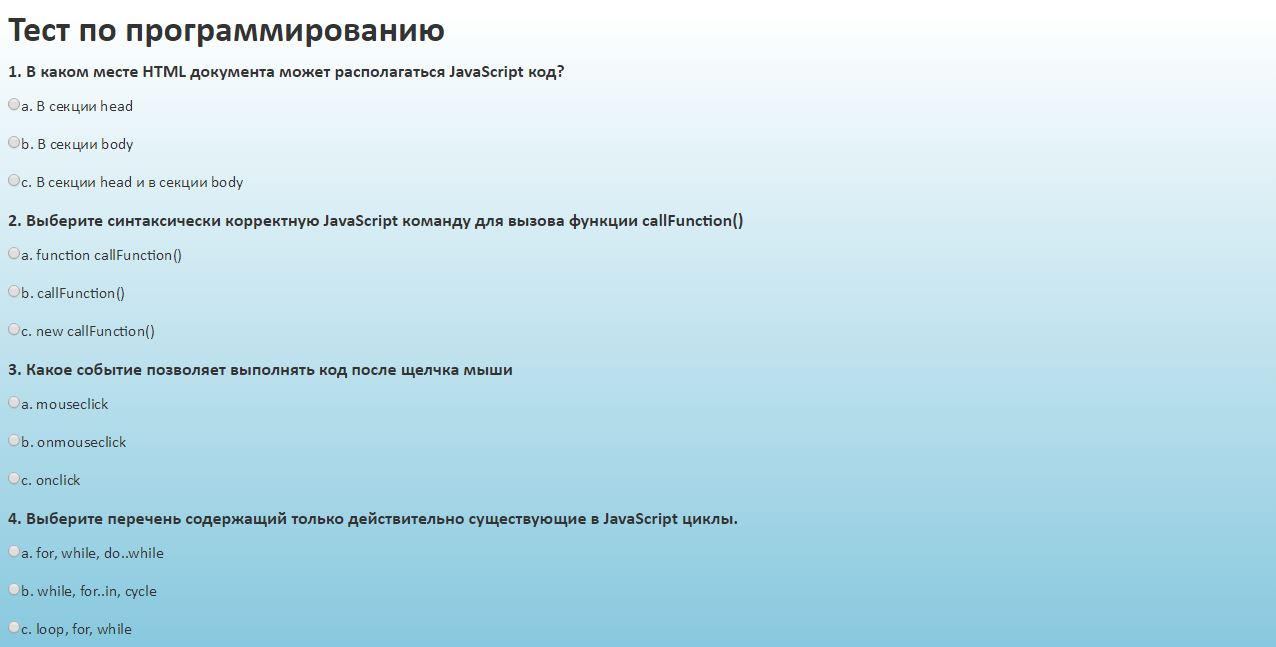 Тест по программированию
1. В каком месте HTML документа может располагаться JavaScript код?
a. В секции head
b. В секции body
c. В секции head и в секции body
2. Выберите синтаксически корректную JavaScript команду для вызова функции callFunction()
a. function callFunction()
b. callFunction()
c. new callFunction()
3. Какое событие позволяет выполнять код после щелчка мыши
a. mouseclick
b. onmouseclick
c. onclick
4. Выберите перечень содержащий только действительно существующие в JavaScript циклы.
a. for, while, do..while
b. while, for..in, cycle
c. loop, for, while